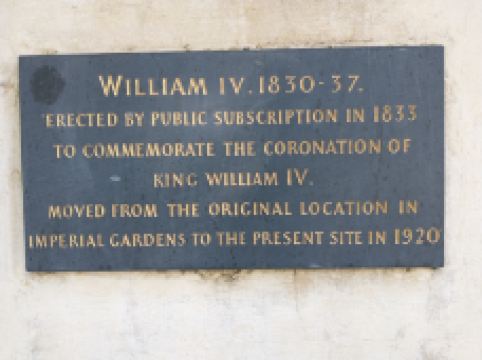 WILLIAM IV. 1830-37.
ERECTED BY PUBLIC SUBSCRIPTION IN 1833
TO COMMEMORATE THE CORONATION OF
KING WILLIAM IV.
MOVED FROM THE ORIGINAL LOCATION IN
IMPERIAL GARDENS TO THE PRESENT SITE IN 1920